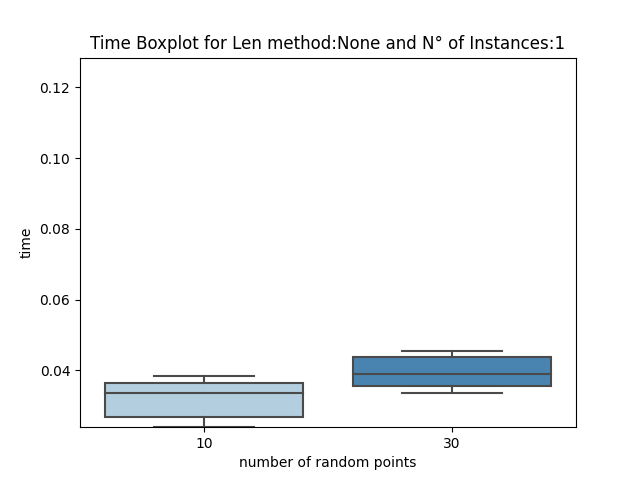 Time Boxplot for Len method:None and N° of Instances:1
0.12
0.10
0.08
0.06
0.04
time
10
30
number of random points